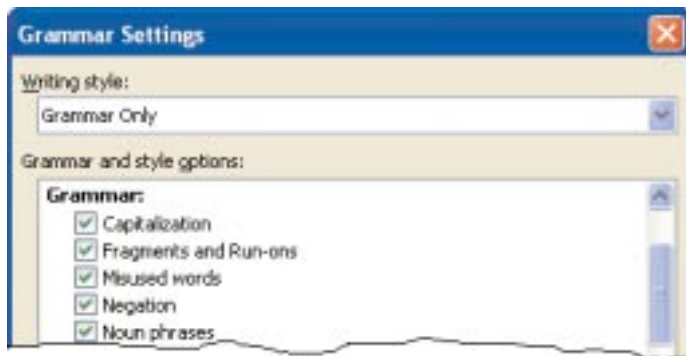 Grammar Settings
Writing style:
Grammar Only
Grammar and style options:
Grammar:
Capitalization
Fragments and Run-ons
Misused words
Negation
Noun phrases